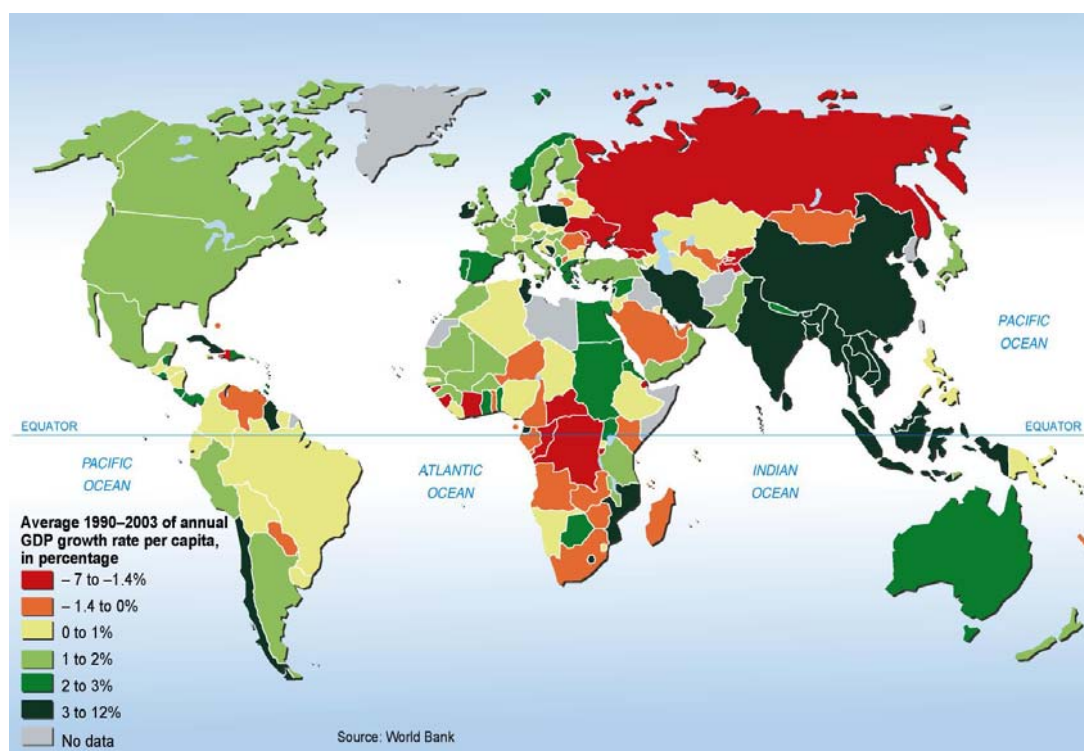 PACIFIC
OCEAN
EQUATOR
EQUATOR
PACIFIC
OCEAN
ATLANTIC
OCEAN
INDIAN
OCEAN
Average 1990–2003 of annual
GDP growth rate per capita,
in percentage
– 7 to –1.4%
– 1.4 to 0%
0 to 1%
1 to 2%
2 to 3%
3 to 12%
No data
Source: World Bank